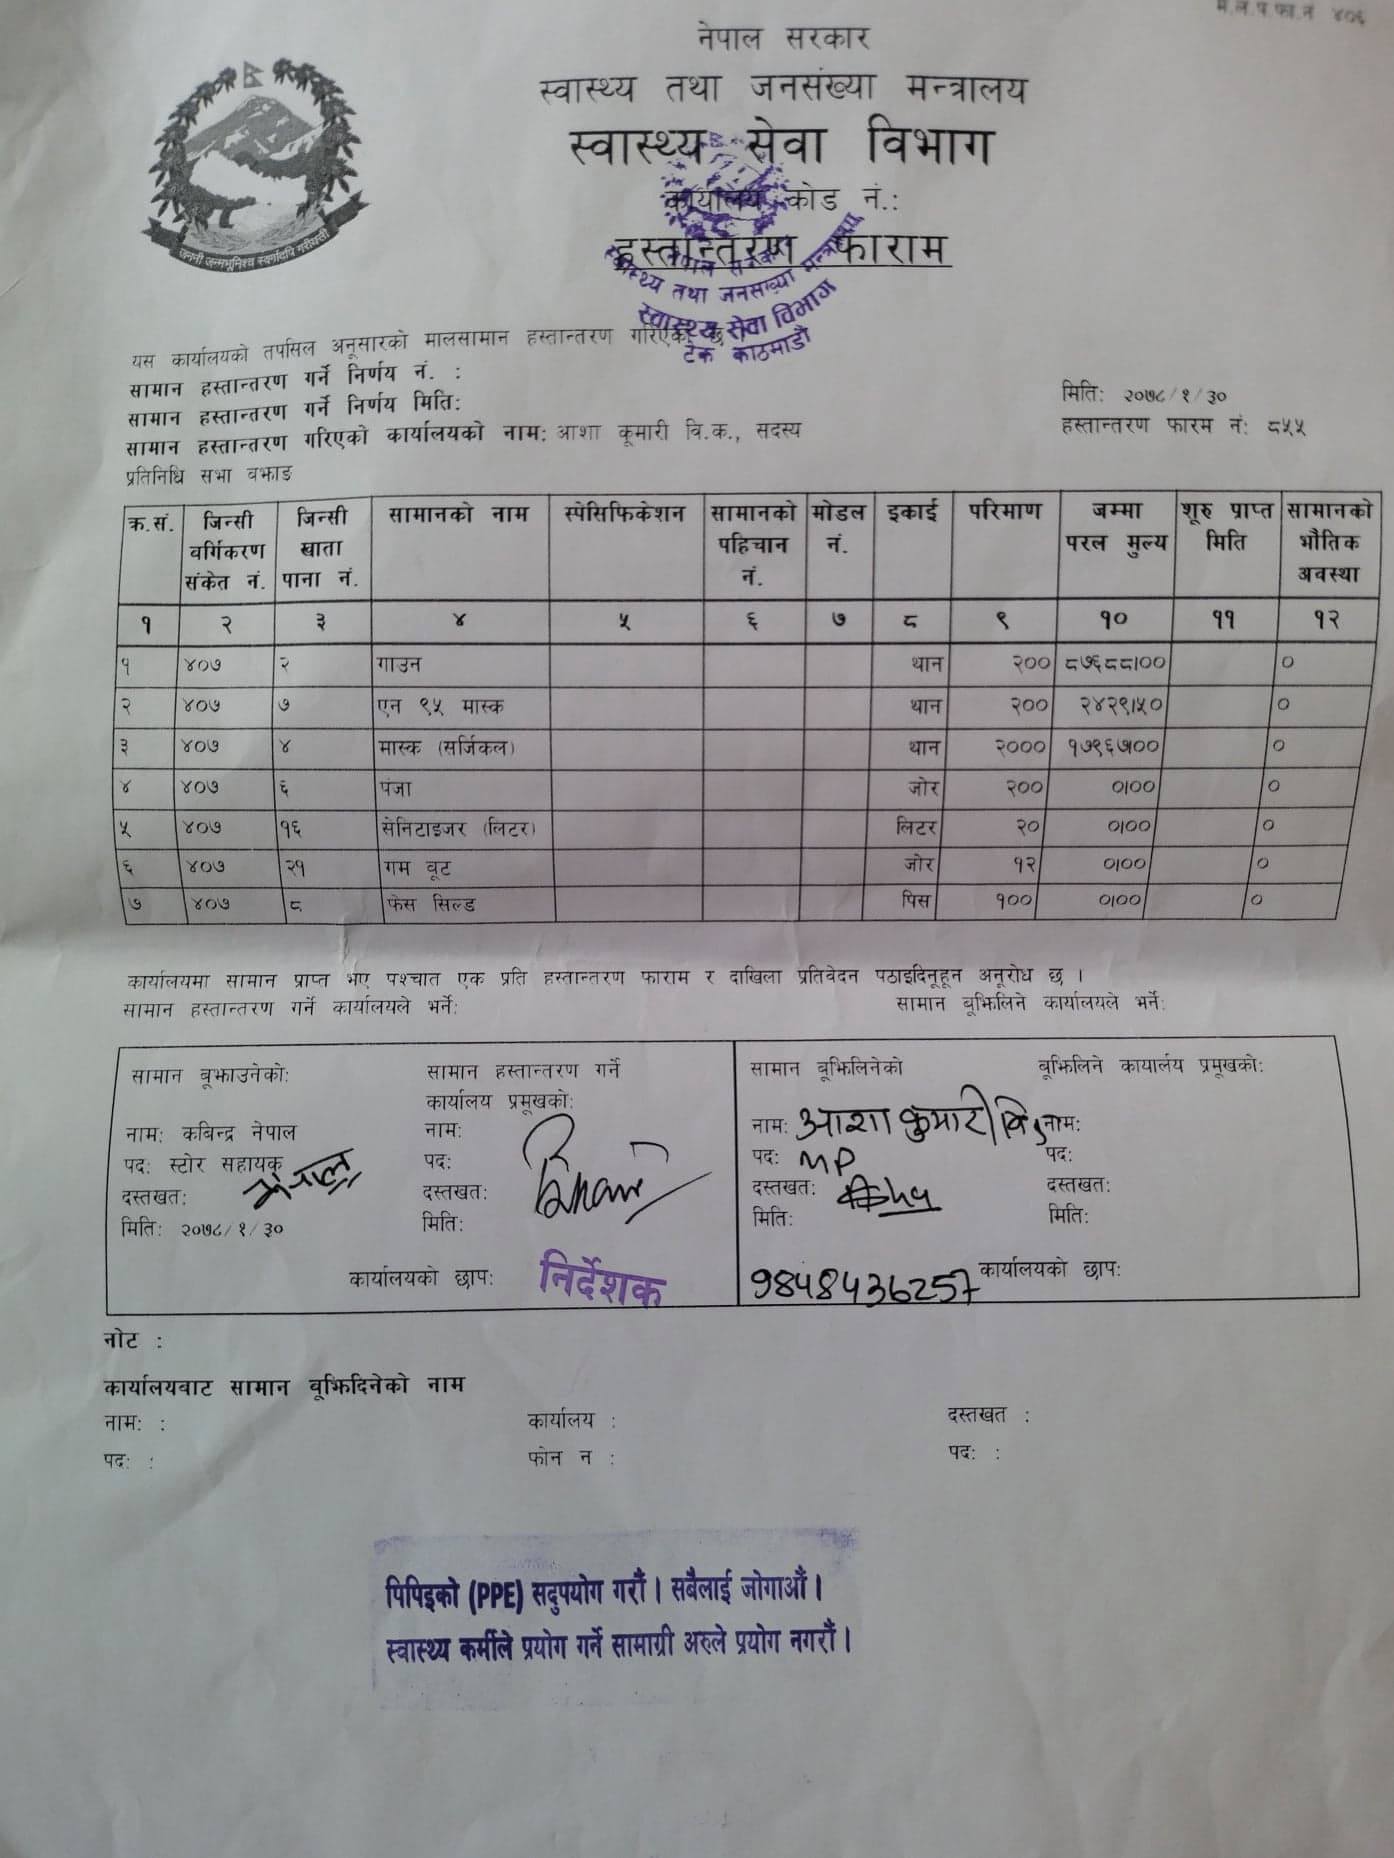 म.ले.प.फा.नं ४०६
नेपाल सरकार
स्वास्थ्य तथा जनसंख्या मन्त्रालय
स्वास्थ्य सेवा विभाग
कार्यालय कोड नं.:
हस्तान्तरण फाराम
जननी जन्मभूमिश्च स्वर्गादपि गरीयसी
नेपाल सरकार
स्वास्थ्य तथा जनसंख्या मन्त्रालय
स्वास्थ्य सेवा विभाग
टेकु काठमाडौं
यस कार्यालयको तपसिल अनूसारको मालसामान हस्तान्तरण गरिएको छ
सामान हस्तान्तरण गर्ने निर्णय नं. :
सामान हस्तान्तरण गर्ने निर्णय मिति:
मिति: २०७८/१/३०
सामान हस्तान्तरण गरिएको कार्यालयको नाम: आशा कूमारी वि.क., सदस्य
हस्तान्तरण फारम नं: ८५५
प्रतिनिधि सभा वझाङ
क्र.सं. जिन्सी वर्गिकरण संकेत नं. जिन्सी खाता पाना नं. सामानको नाम स्पेसिफिकेशन सामानको पहिचान नं. मोडल नं. इकाई परिमाण जम्मा परल मुल्य शूरु प्राप्त मिति सामानको भौतिक अवस्था
१ २ ३ ४ ५ ६ ७ ८ ९ १० ११ १२
१ ४०७ २ गाउन थान २०० ८७६८८।०० ०
२ ४०७ ७ एन ९५ मास्क थान २०० २४२९।५० ०
३ ४०७ ४ मास्क (सर्जिकल) थान २००० १७९६७।०० ०
४ ४०७ ६ पंजा जोर २०० ०।०० ०
५ ४०७ १६ सेनिटाइजर (लिटर) लिटर २० ०।०० ०
६ ४०७ २१ गम वूट जोर १२ ०।०० ०
७ ४०७ ८ फेस सिल्ड पिस १०० ०।०० ०
कार्यालयमा सामान प्राप्त भए पश्चात एक प्रति हस्तान्तरण फाराम र दाखिला प्रतिवेदन पठाइदिनूहून अनूरोध छ ।
सामान हस्तान्तरण गर्ने कार्यालयले भर्ने: सामान बूझिलिने कार्यालयले भर्ने:
सामान बूझाउनेको:
नाम: कबिन्द्र नेपाल
पद: स्टोर सहायक
दस्तखत:
मिति: २०७८/१/३०
सामान हस्तान्तरण गर्ने
कार्यालय प्रमूखको:
नाम:
पद:
दस्तखत:
मिति:
कार्यालयको छाप: निर्देशक
सामान बूझिलिनेको
नाम: आशा कुमारी वि
पद: MP
दस्तखत:
मिति:
9848436257
बूझिलिने कायार्लय प्रमूखको:
नाम:
पद:
दस्तखत:
मिति:
कार्यालयको छाप:
नोट :
कार्यालयवाट सामान बूझिदिनेको नाम
नाम: : कार्यालय : दस्तखत :
पद: : फोन न : पद: :
पिपिइको (PPE) सदुपयोग गरौं । सबैलाई जोगाऔं ।
स्वास्थ्य कर्मीले प्रयोग गर्ने सामाग्री अरुले प्रयोग नगरौं ।